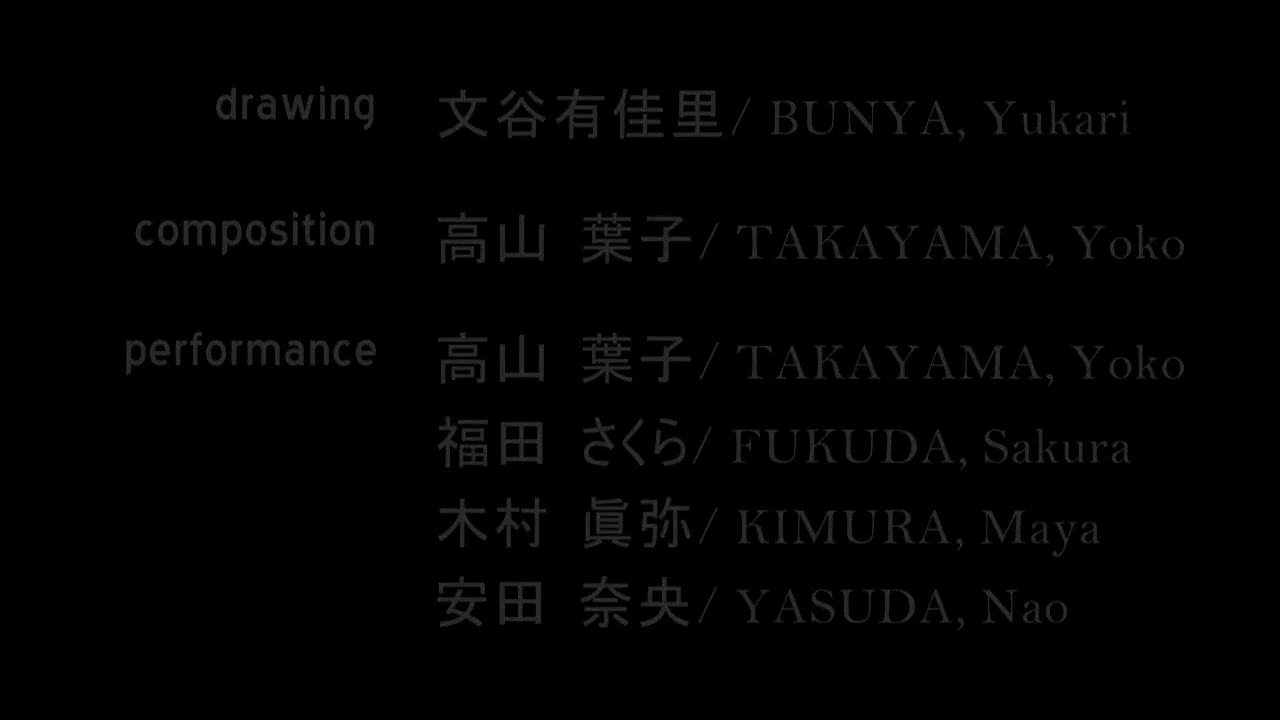 drawing 文谷有佳里/ BUNYA, Yukari
composition 高山 葉子/ TAKAYAMA, Yoko
performance 高山 葉子/ TAKAYAMA, Yoko
福田 さくら/ FUKUDA, Sakura
木村 眞弥/ KIMURA, Maya
安田 奈央/ YASUDA, Nao